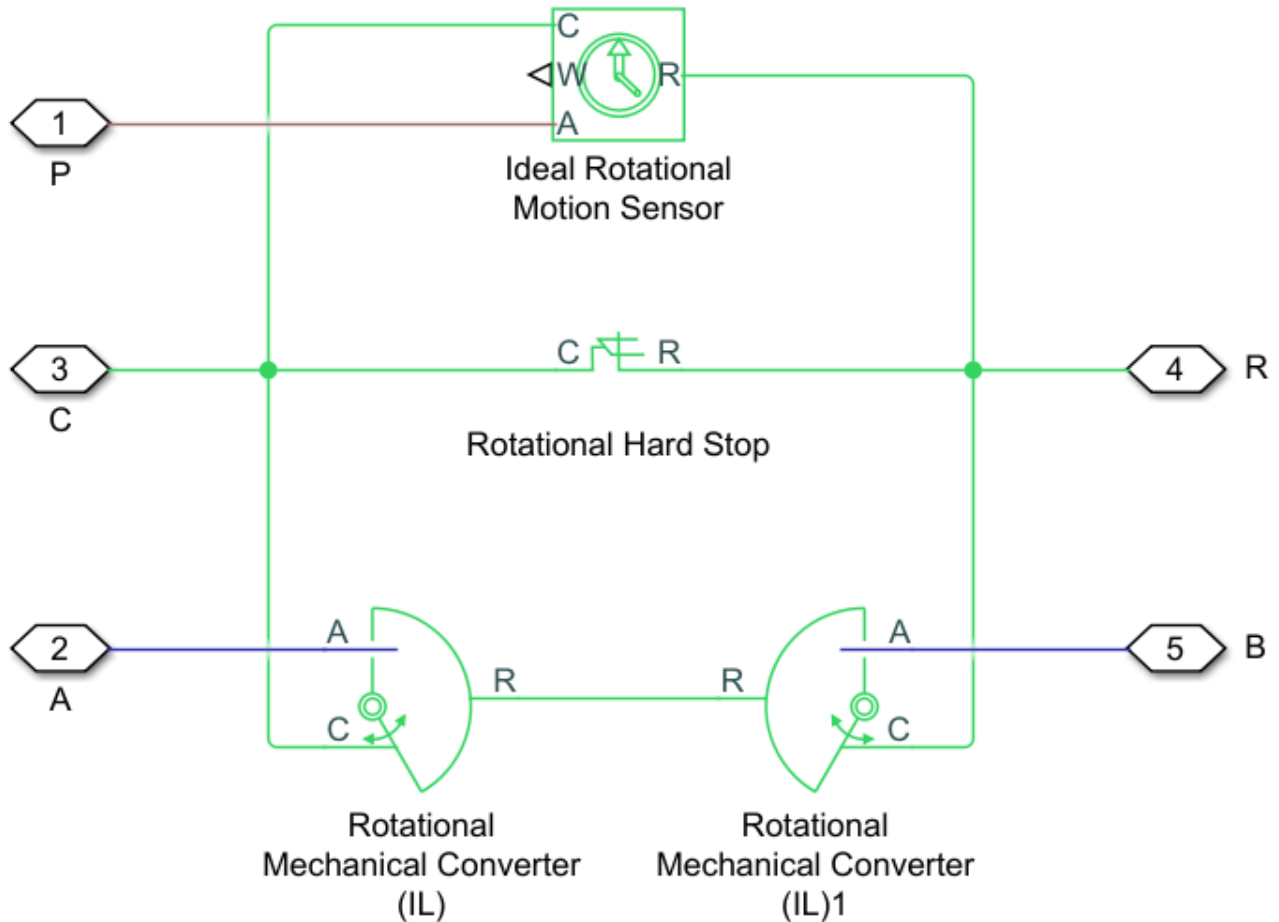 C
W R
1
A
P
Ideal Rotational
Motion Sensor
3
C R
4 R
C
Rotational Hard Stop
2
A
A
5 B
A
R R
C
C
Rotational
Mechanical Converter
(IL)
Rotational
Mechanical Converter
(IL)1